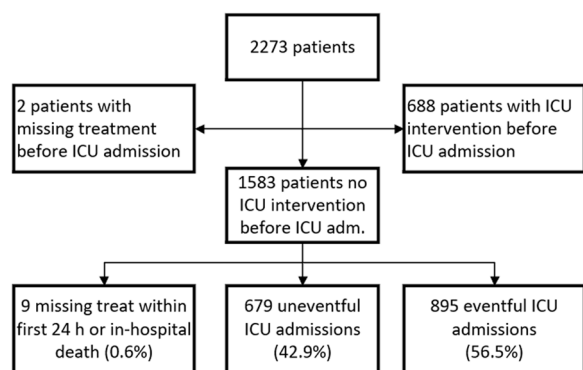 2273 patients
2 patients with
missing treatment
before ICU admission
688 patients with ICU
intervention before
ICU admission
1583 patients no
ICU intervention
before ICU adm.
9 missing treat within
first 24 h or in-hospital
death (0.6%)
679 uneventful
ICU admissions
(42.9%)
895 eventful ICU
admissions
(56.5%)